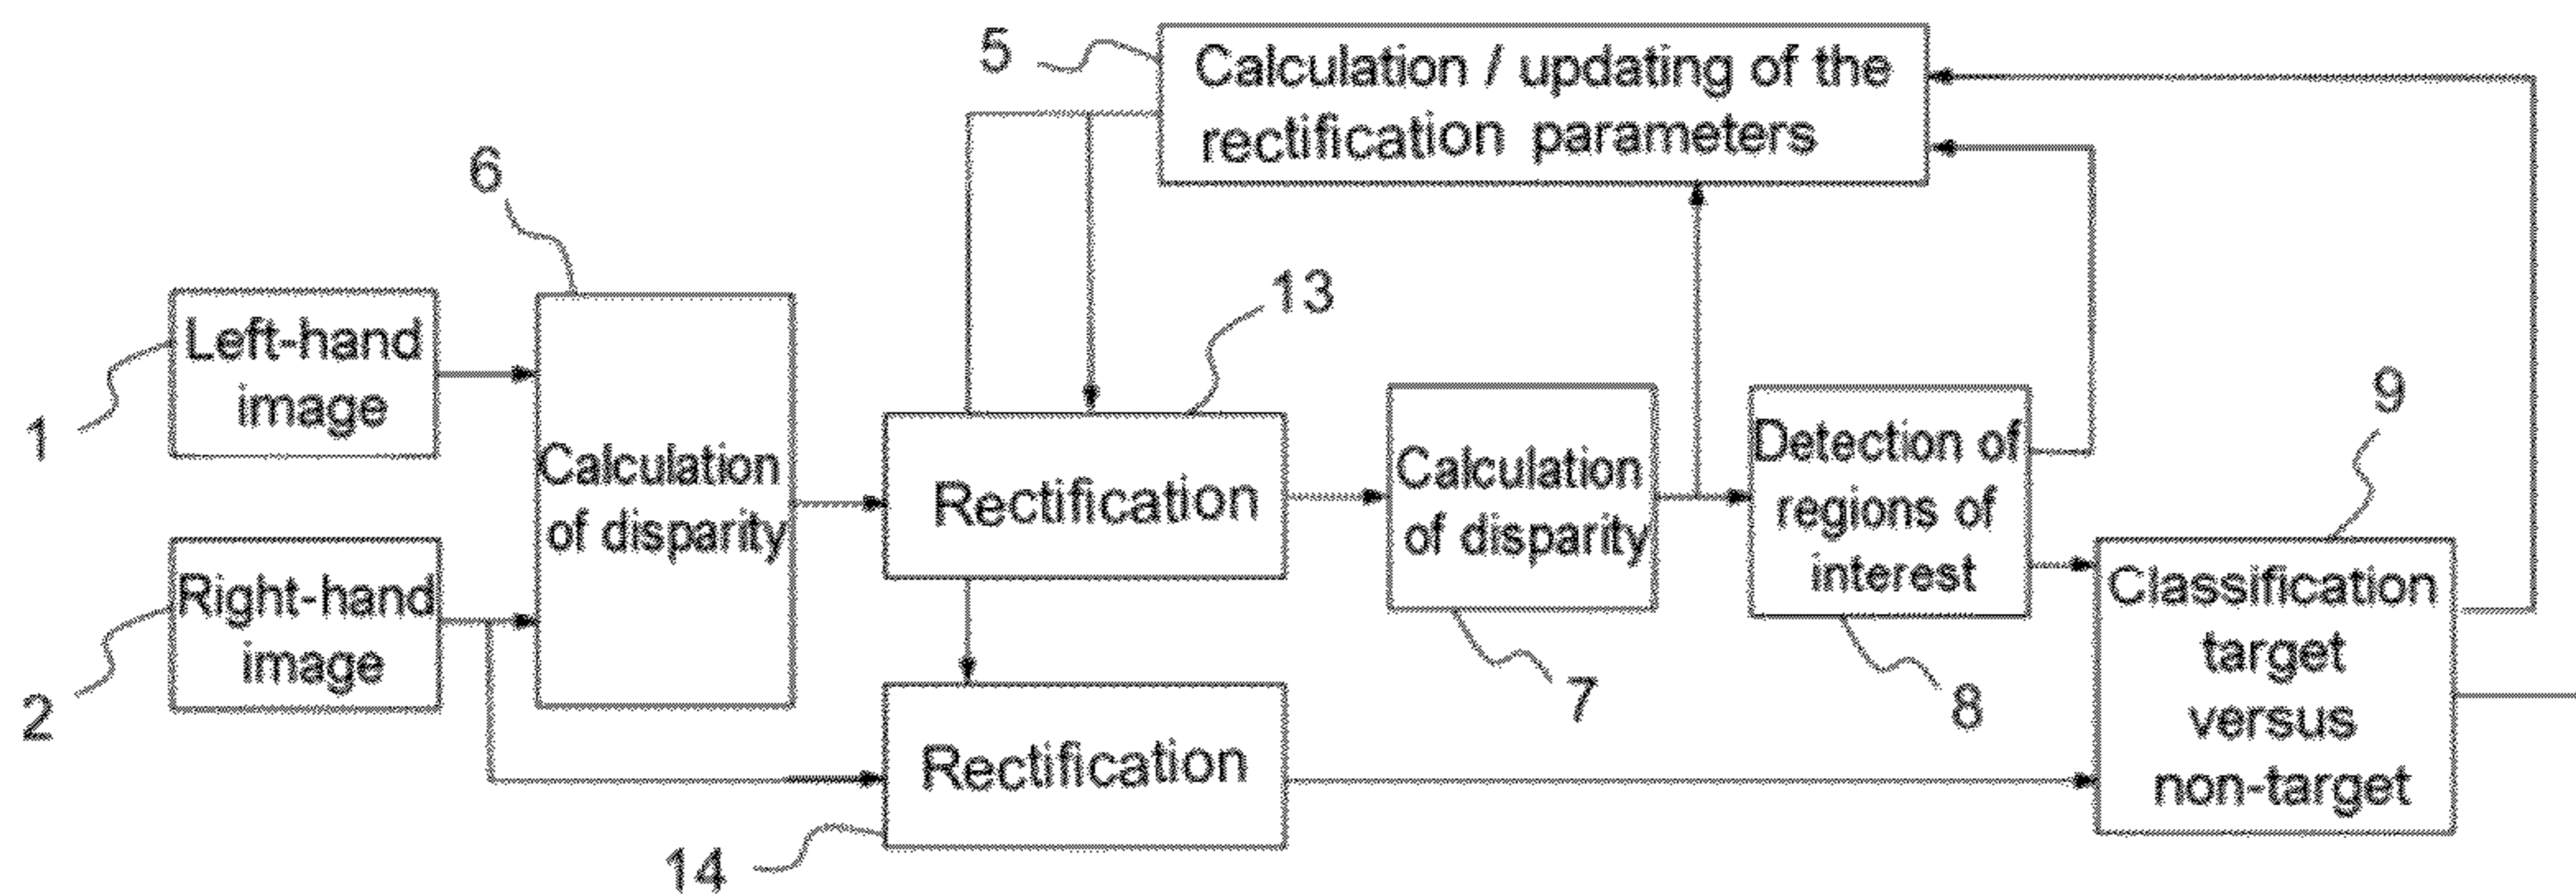 5
Calculation / updating of the
rectification parameters
6
13
1
Left-hand
image
Calculation
of disparity
2
Right-hand
image
Rectification
14
Rectification
Calculation
of disparity
7
Detection of
regions of
interest
8
9
Classification
target
versus
non-target